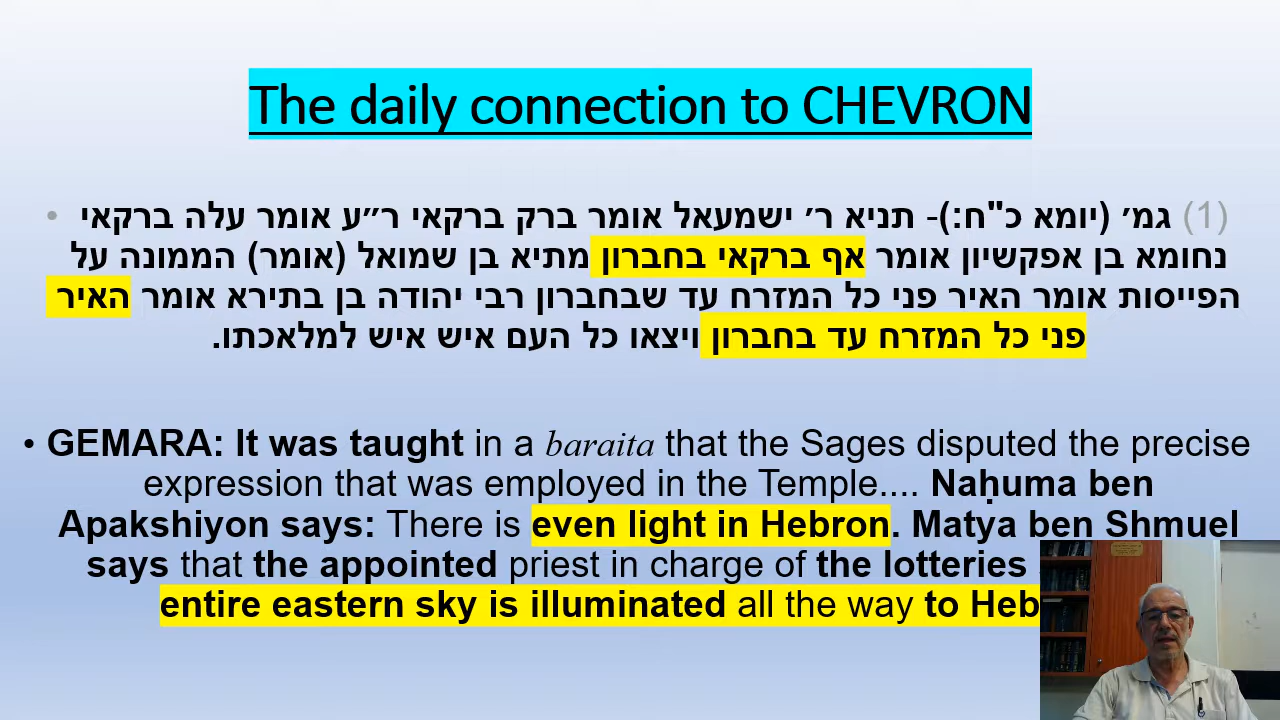 The daily connection to CHEVRON
(1) גמ׳ (יומא כ"ח:)- תניא ר׳ ישמעאל אומר ברק ברקאי ר״ע אומר עלה ברקאי
נחומא בן אפקשיון אומר אף ברקאי בחברון מתיא בן שמואל (אומר) הממונה על
הפייסות אומר האיר פני כל המזרח עד שבחברון רבי יהודה בן בתירא אומר האיר
פני כל המזרח עד בחברון ויצאו כל העם איש איש למלאכתו.
• GEMARA: It was taught in a baraita that the Sages disputed the precise
expression that was employed in the Temple.... Naḥuma ben
Apakshiyon says: There is even light in Hebron. Matya ben Shmuel
says that the appointed priest in charge of the lotteries
entire eastern sky is illuminated all the way to Heb